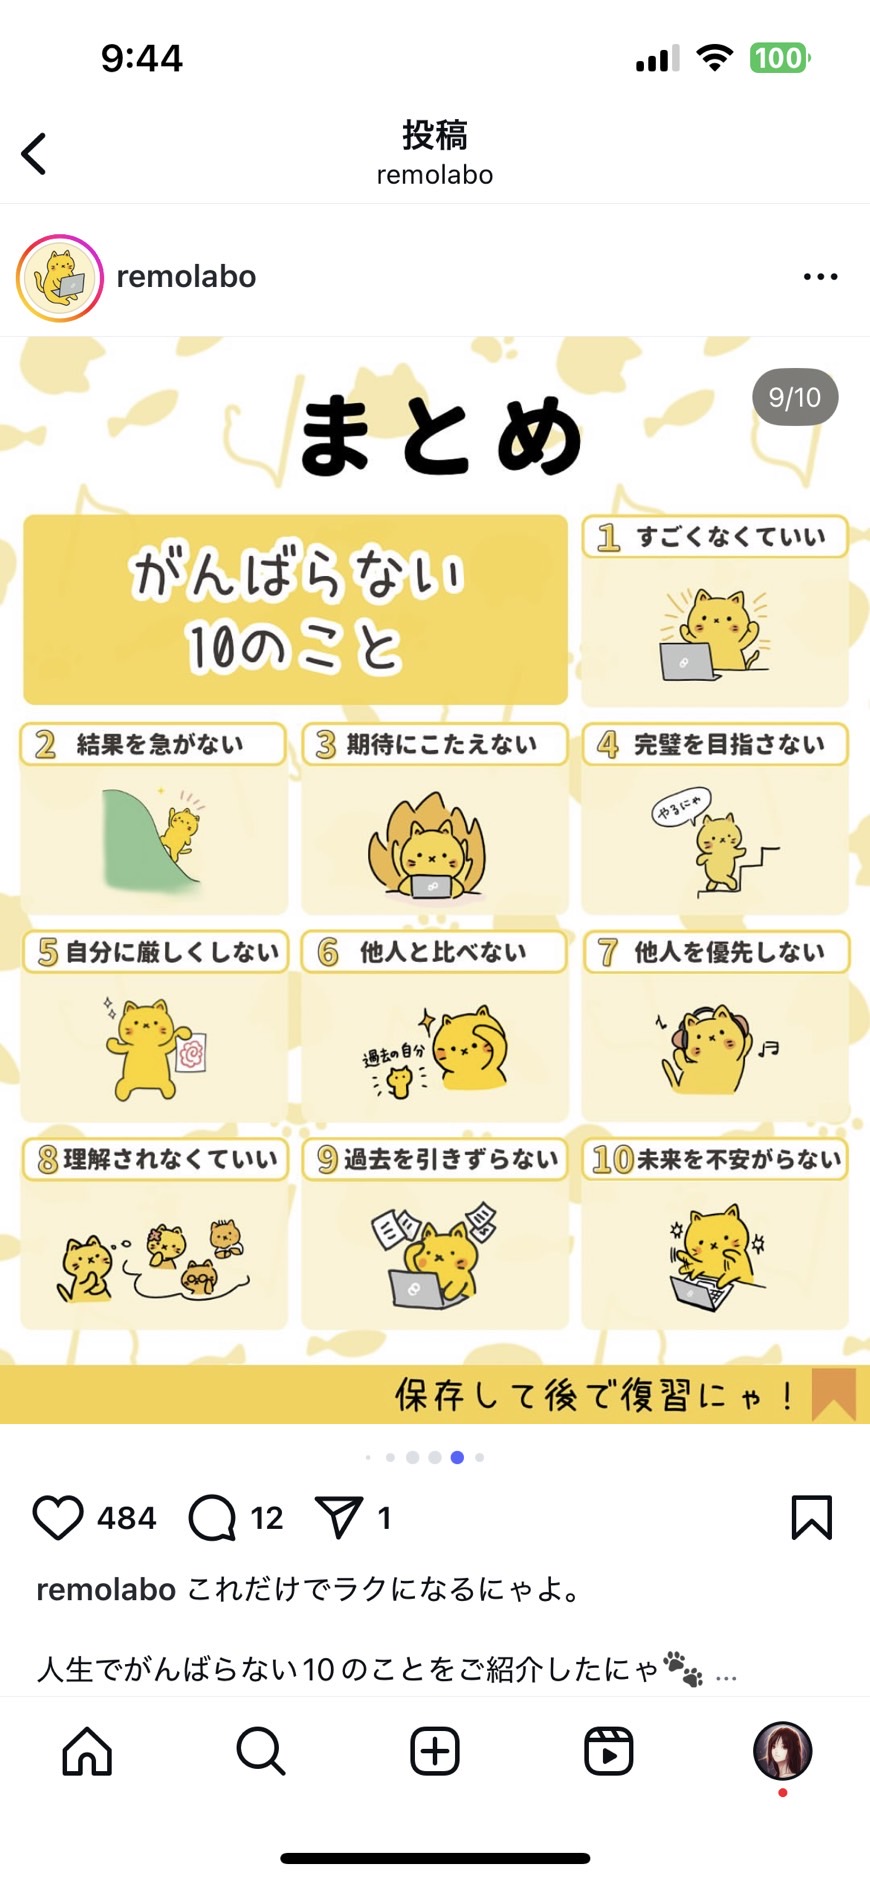 9:44
100
投稿
remolabo
remolabo
まとめ
9/10
がんばらない
10のこと
1 すごくなくていい
2 結果を急がない
3 期待にこたえない
4 完璧を目指さない
やるにゃ
5 自分に厳しくしない
6 他人と比べない
過去の自分
7 他人を優先しない
8 理解されなくていい
9 過去を引きずらない
10 未来を不安がらない
保存して後で復習にゃ！
484 12 1
remolabo これだけでラクになるにゃよ。
人生でがんばらない10のことをご紹介したにゃ🐾 ...